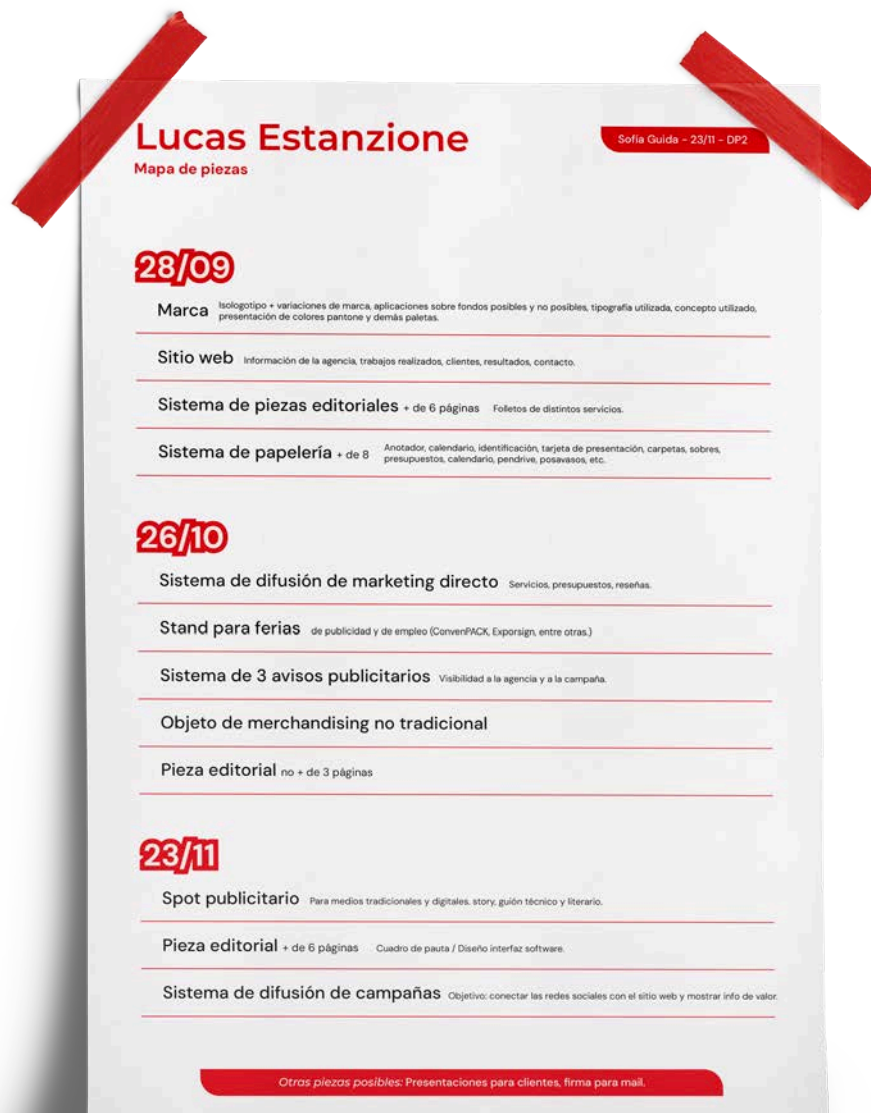 Lucas Estanzione
Sofía Guida - 23/11 - DP2
Mapa de piezas
28/09
Marca Isologotipo + variaciones de marca, aplicaciones sobre fondos posibles y no posibles, tipografía utilizada, concepto utilizado,
presentación de colores pantone y demás paletas.
Sitio web Información de la agencia, trabajos realizados, clientes, resultados, contacto.
Sistema de piezas editoriales + de 6 páginas Folletos de distintos servicios.
Sistema de papelería + de 8 Anotador, calendario, identificación, tarjeta de presentación, carpetas, sobres,
presupuestos, calendario, pendrive, posavasos, etc.
26/10
Sistema de difusión de marketing directo Servicios, presupuestos, reseñas.
Stand para ferias de publicidad y de empleo (ConvenPACK, Exporsign, entre otras.)
Sistema de 3 avisos publicitarios Visibilidad a la agencia y a la campaña.
Objeto de merchandising no tradicional
Pieza editorial no + de 3 páginas
23/11
Spot publicitario Para medios tradicionales y digitales. story, guión técnico y literario.
Pieza editorial + de 6 páginas Cuadro de pauta / Diseño interfaz software.
Sistema de difusión de campañas Objetivo: conectar las redes sociales con el sitio web y mostrar info de valor.
Otras piezas posibles: Presentaciones para clientes, firma para mail.